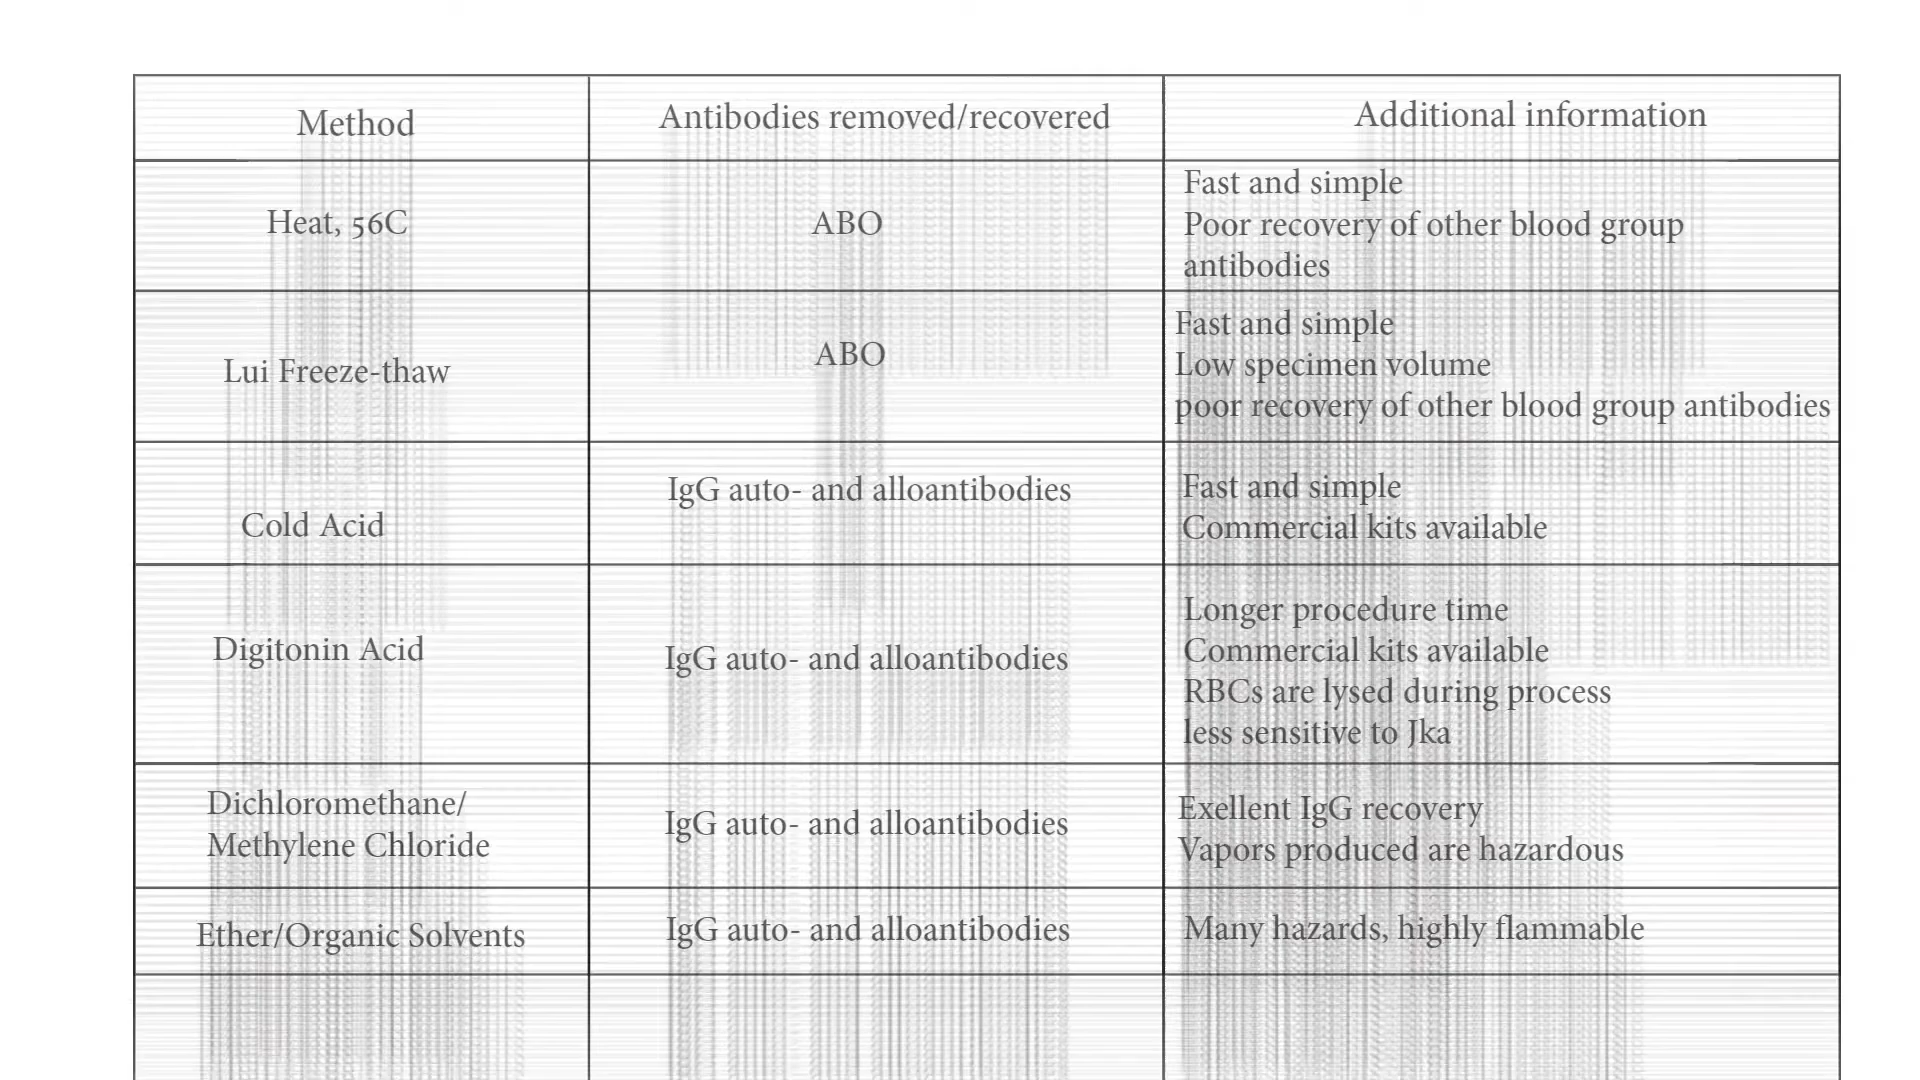 Method
Antibodies removed/recovered
Additional information
Heat, 56C
ABO
Fast and simple
Poor recovery of other blood group
antibodies
Lui Freeze-thaw
ABO
Fast and simple
Low specimen volume
poor recovery of other blood group antibodies
Cold Acid
IgG auto- and alloantibodies
Fast and simple
Commercial kits available
Digitonin Acid
IgG auto- and alloantibodies
Longer procedure time
Commercial kits available
RBCs are lysed during process
less sensitive to Jka
Dichloromethane/
Methylene Chloride
IgG auto- and alloantibodies
Exellent IgG recovery
Vapors produced are hazardous
Ether/Organic Solvents
IgG auto- and alloantibodies
Many hazards, highly flammable